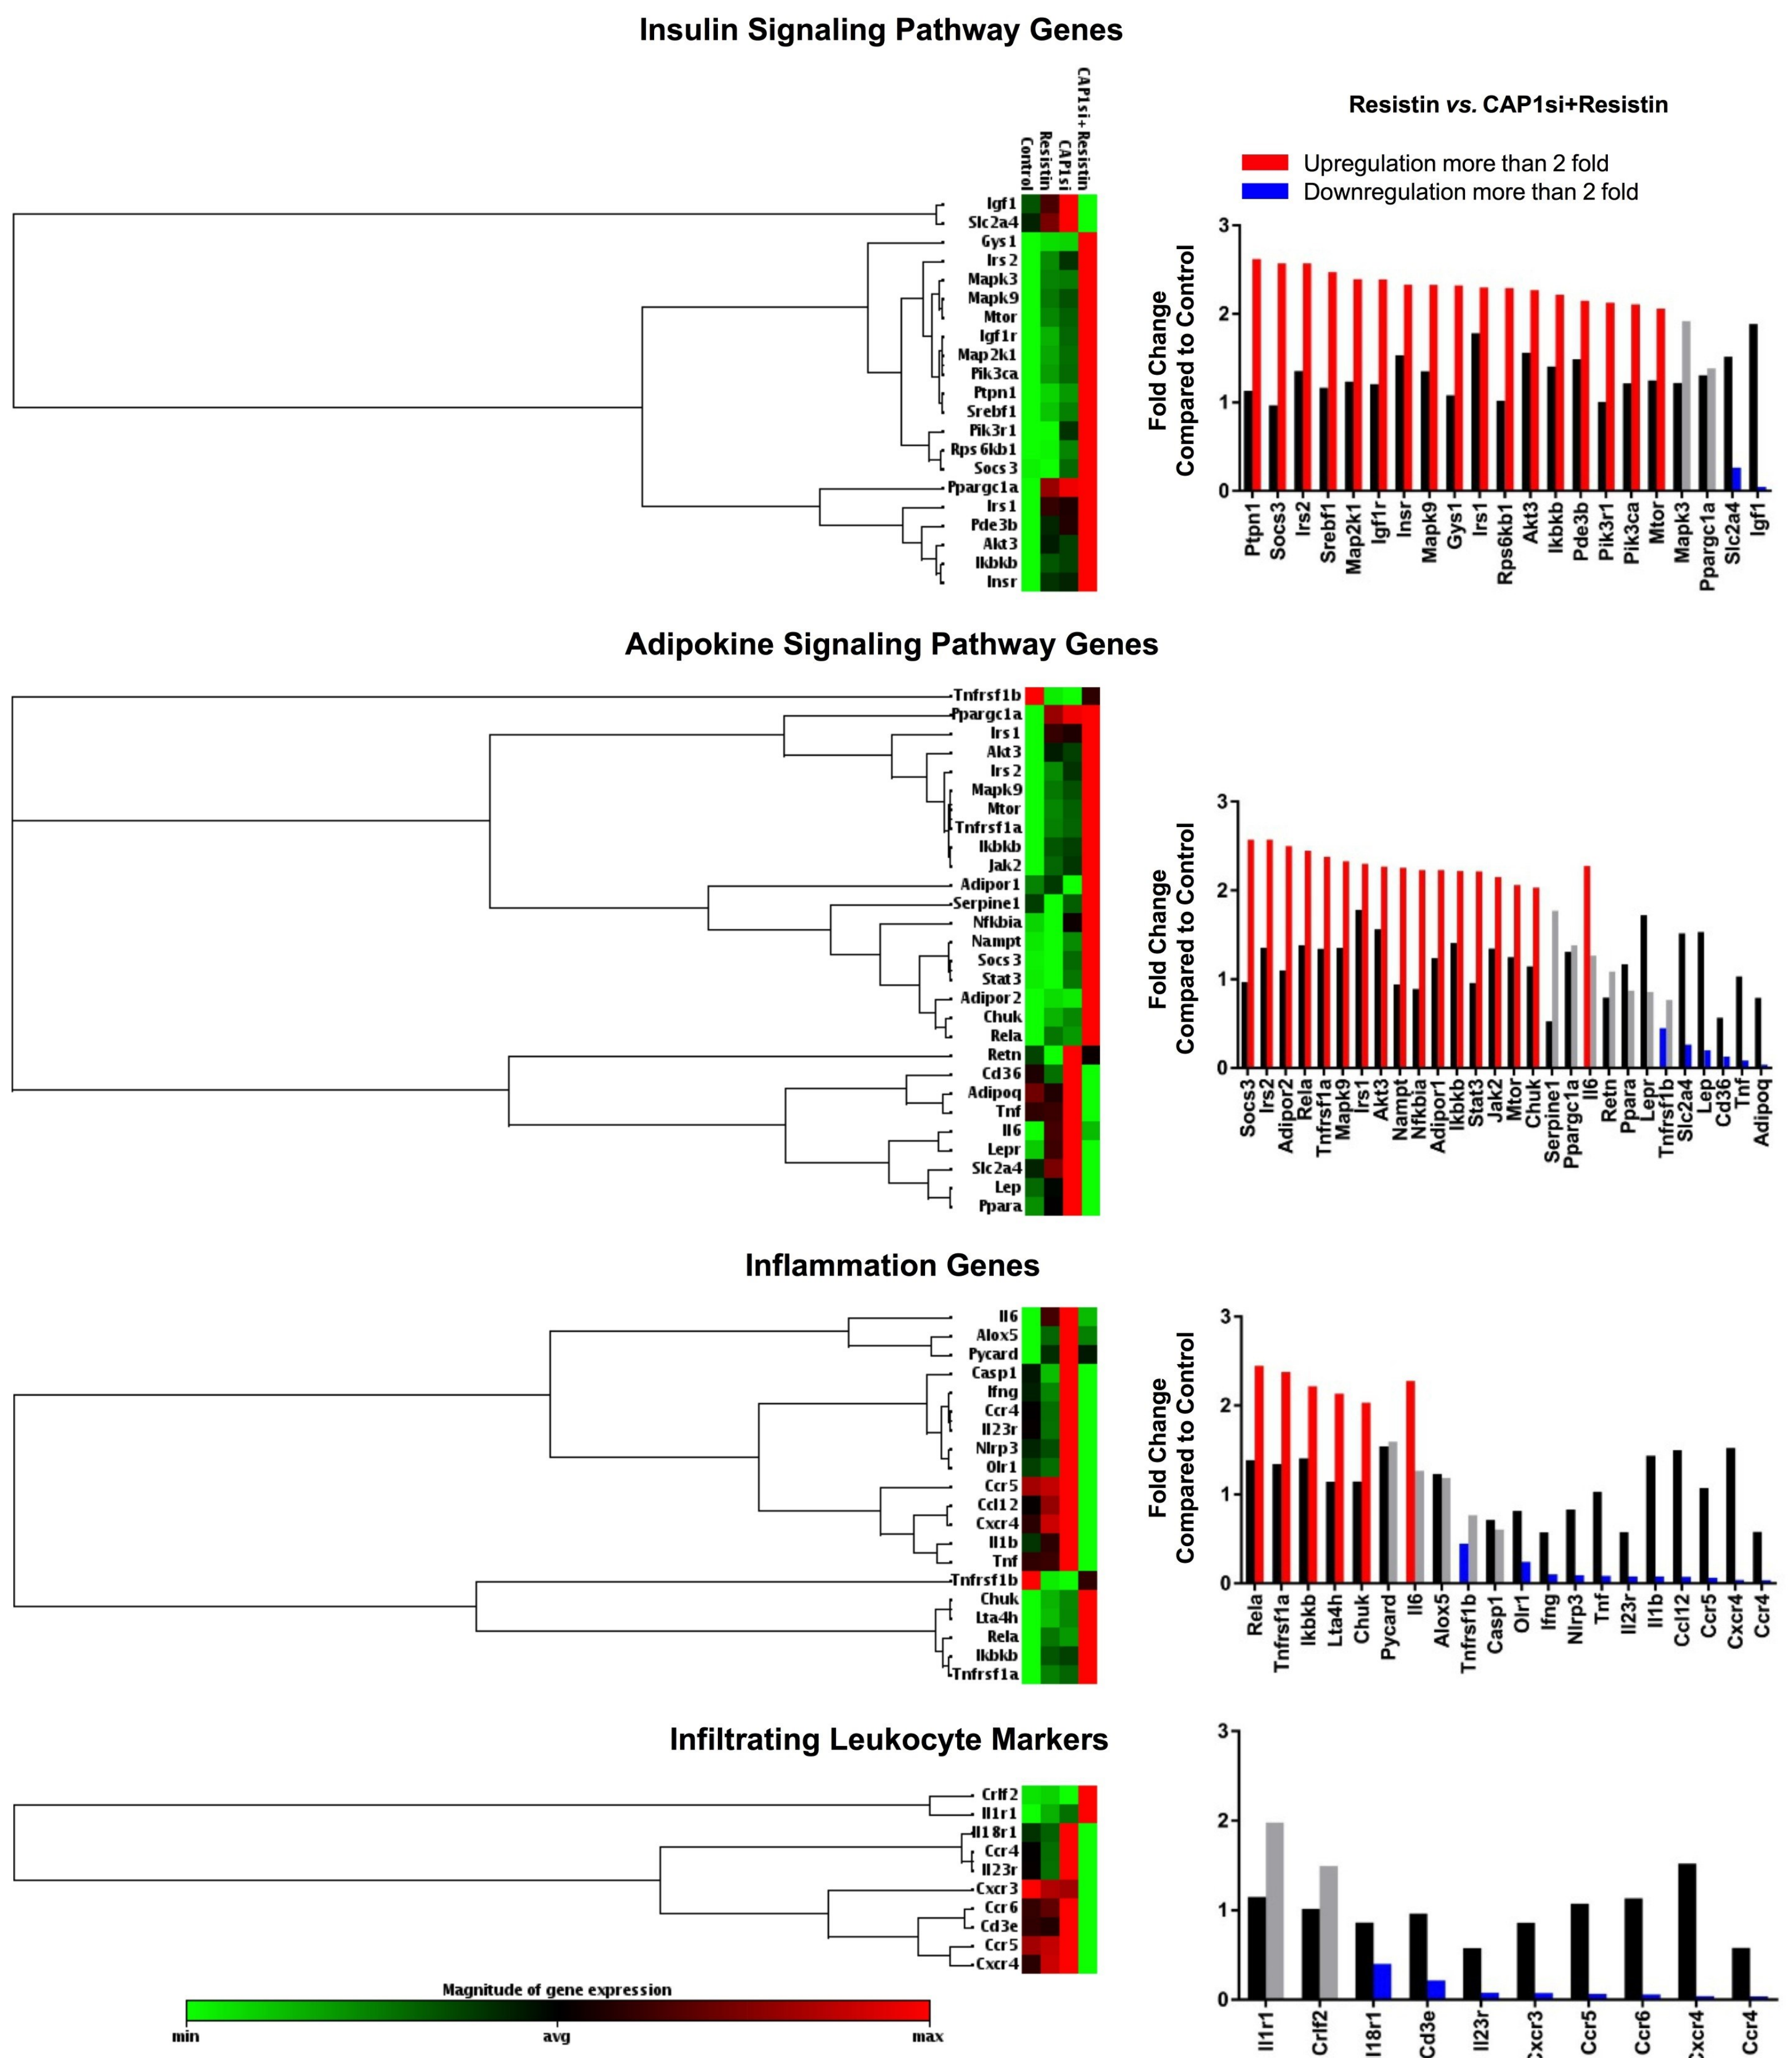 Insulin Signaling Pathway Genes
Control
Resistin
CAP1si
CAP1si+Resistin
Igf1
Slc2a4
Gys1
Irs2
Mapk3
Mapk9
Mtor
Igf1r
Map2k1
Pik3ca
Ptpn1
Srebf1
Pik3r1
Rps6kb1
Socs3
Ppargc1a
Irs1
Pde3b
Akt3
Ikbkb
Insr
Resistin vs. CAP1si+Resistin
Upregulation more than 2 fold
Downregulation more than 2 fold
Fold Change
Compared to Control
3
2
1
0
Ptpn1
Socs3
Irs2
Srebf1
Map2k1
Igf1r
Insr
Mapk9
Gys1
Irs1
Rps6kb1
Akt3
Ikbkb
Pde3b
Pik3r1
Pik3ca
Mtor
Mapk3
Ppargc1a
Slc2a4
Igf1
Adipokine Signaling Pathway Genes
Tnfrsf1b
Ppargc1a
Irs1
Akt3
Irs2
Mapk9
Mtor
Tnfrsf1a
Ikbkb
Jak2
Adipor1
Serpine1
Nfkbia
Nampt
Socs3
Stat3
Adipor2
Chuk
Rela
Retn
Cd36
Adipoq
Tnf
Il6
Lepr
Slc2a4
Lep
Ppara
Fold Change
Compared to Control
3
2
1
0
Socs3
Irs2
Adipor2
Rela
Tnfrsf1a
Mapk9
Irs1
Akt3
Nampt
Nfkbia
Adipor1
Ikbkb
Stat3
Jak2
Mtor
Chuk
Serpine1
Ppargc1a
Il6
Retn
Ppara
Lepr
Tnfrsf1b
Slc2a4
Lep
Cd36
Tnf
Adipoq
Inflammation Genes
Il6
Alox5
Pycard
Casp1
Ifng
Ccr4
Il23r
Nlrp3
Olr1
Ccr5
Ccl12
Cxcr4
Il1b
Tnf
Tnfrsf1b
Chuk
Lta4h
Rela
Ikbkb
Tnfrsf1a
Fold Change
Compared to Control
3
2
1
0
Rela
Tnfrsf1a
Ikbkb
Lta4h
Chuk
Pycard
Il6
Alox5
Tnfrsf1b
Casp1
Olr1
Ifng
Nlrp3
Tnf
Il23r
Il1b
Ccl12
Ccr5
Cxcr4
Ccr4
Infiltrating Leukocyte Markers
Crlf2
Il1r1
Il18r1
Ccr4
Il23r
Cxcr3
Ccr6
Cd3e
Ccr5
Cxcr4
Magnitude of gene expression
min
avg
max
3
2
1
0
Il1r1
Crlf2
l18r1
Cd3e
Il23r
Cxcr3
Ccr5
Ccr6
Cxcr4
Ccr4